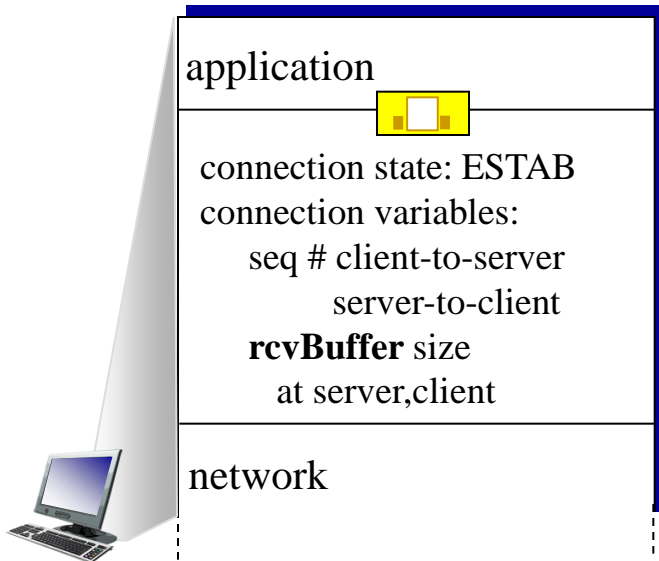 application
connection state: ESTAB
connection variables:
seq # client-to-server
server-to-client
rcvBuffer size
at server,client
network